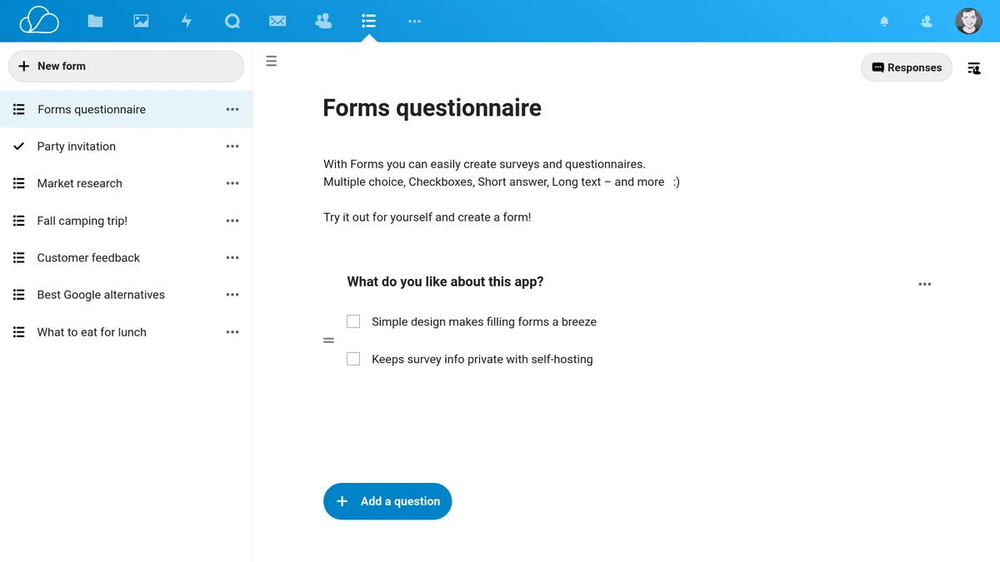 New form
Responses
Forms questionnaire
Party invitation
Market research
Fall camping trip!
Customer feedback
Best Google alternatives
What to eat for lunch
Forms questionnaire
With Forms you can easily create surveys and questionnaires.
Multiple choice, Checkboxes, Short answer, Long text – and more :)
Try it out for yourself and create a form!
What do you like about this app?
Simple design makes filling forms a breeze
Keeps survey info private with self-hosting
Add a question